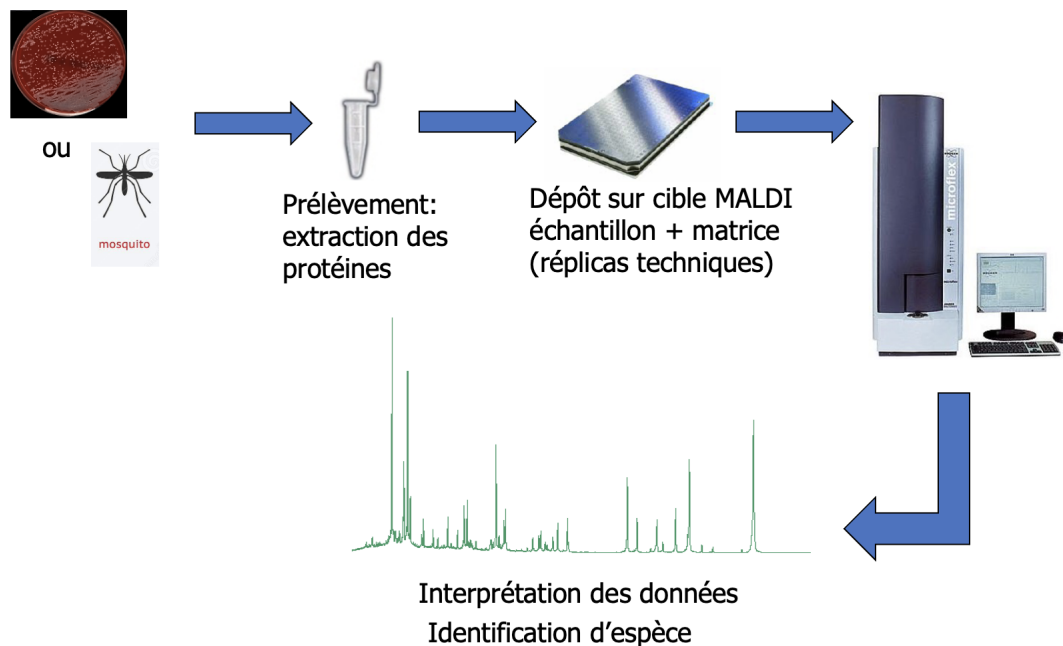 ou
mosquito
Prélèvement:
extraction des
protéines
Dépôt sur cible MALDI
échantillon + matrice
(réplicas techniques)
microflex
Interprétation des données
Identification d'espèce